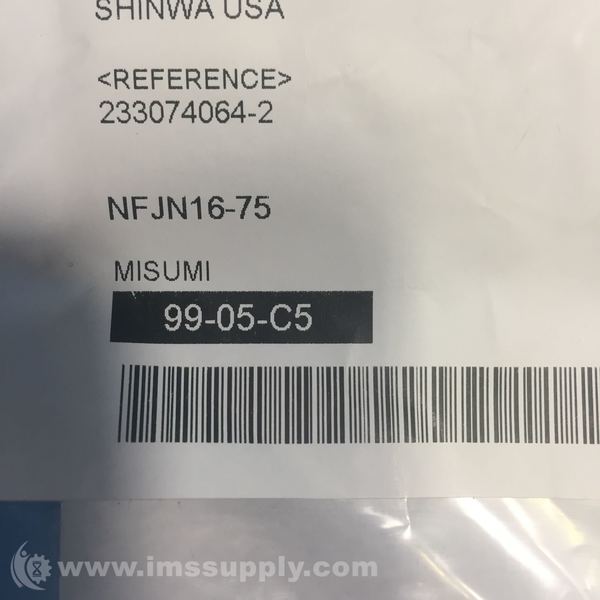 SHINWA USA
<REFERENCE>
233074064-2
NFJN16-75
MISUMI
99-05-C5
www.imssupply.com